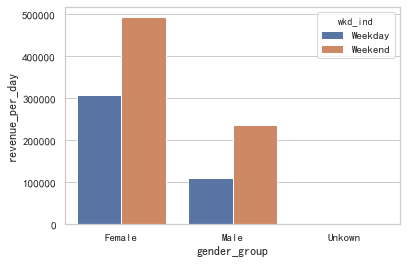 wkd_ind
Weekday
Weekend
500000
400000
300000
200000
100000
0
revenue_per_day
Female
Male
Unkown
gender_group